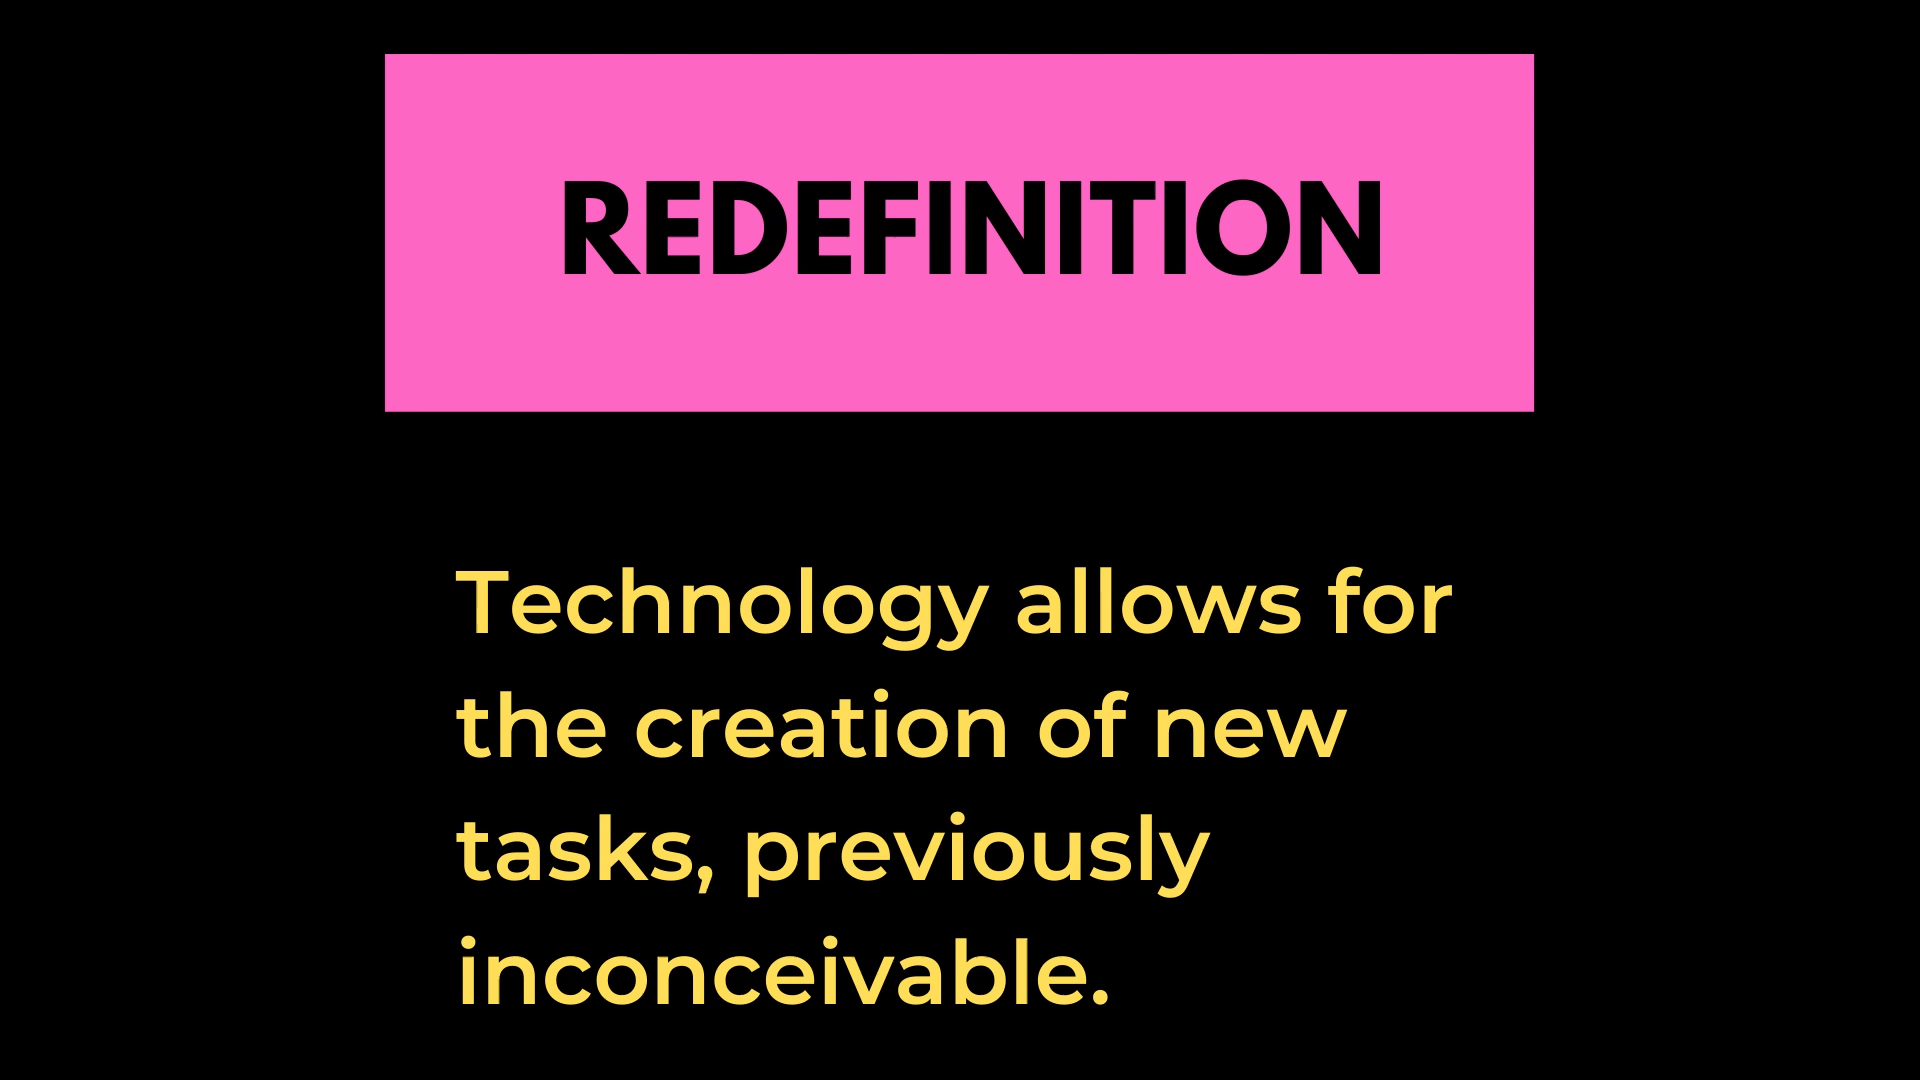 REDEFINITION
Technology allows for
the creation of new
tasks, previously
inconceivable.